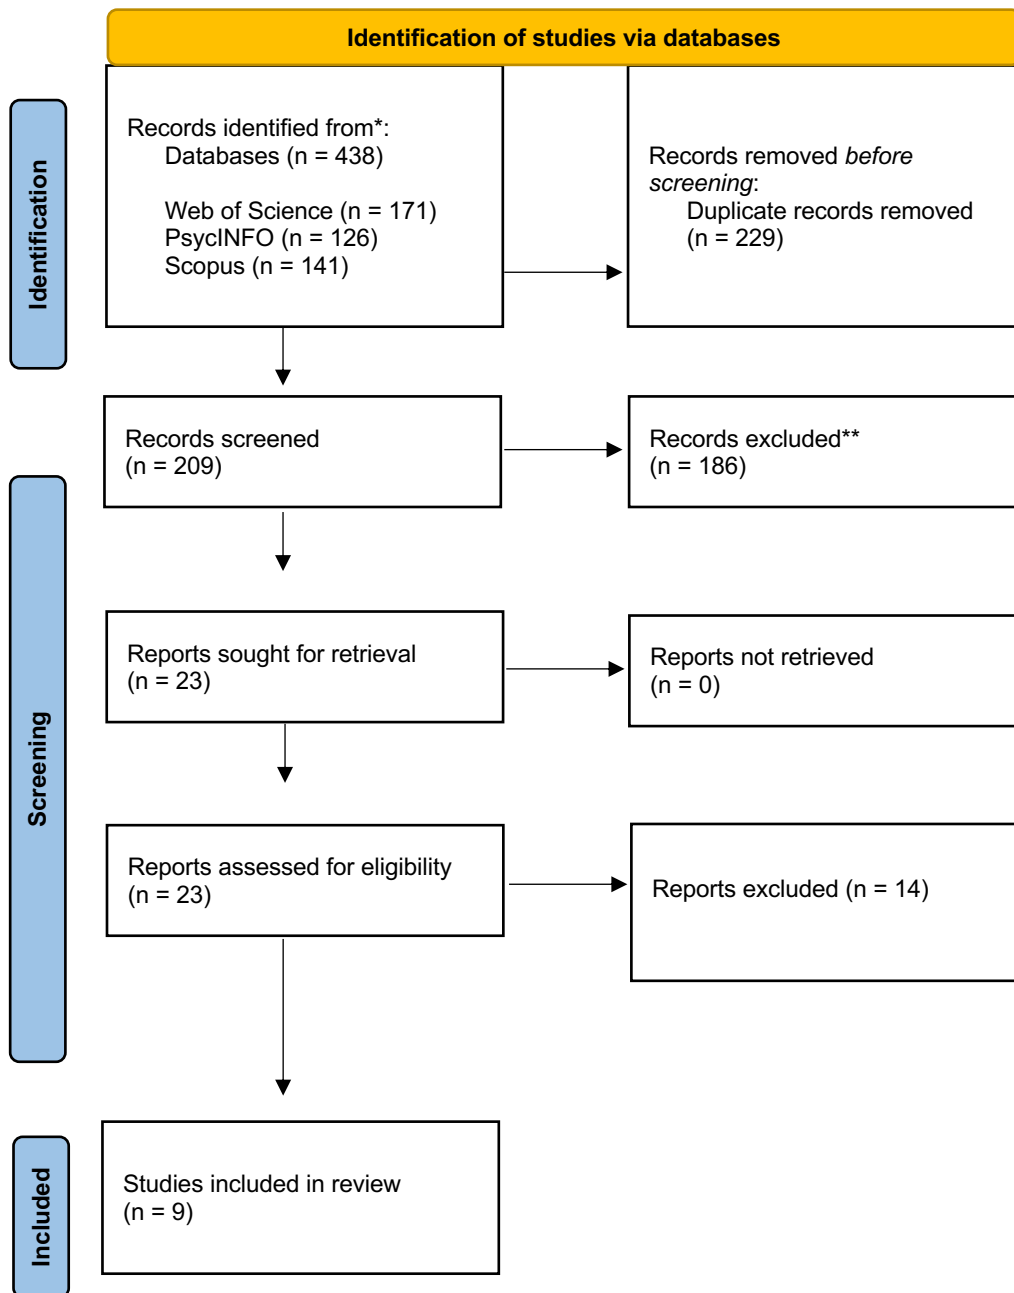 Identification of studies via databases
Identification
Records identified from*:
Databases (n = 438)
Web of Science (n = 171)
PsycINFO (n = 126)
Scopus (n = 141)
Records removed before
screening:
Duplicate records removed
(n = 229)
Screening
Records screened
(n = 209)
Records excluded**
(n = 186)
Reports sought for retrieval
(n = 23)
Reports not retrieved
(n = 0)
Reports assessed for eligibility
(n = 23)
Reports excluded (n = 14)
Included
Studies included in review
(n = 9)